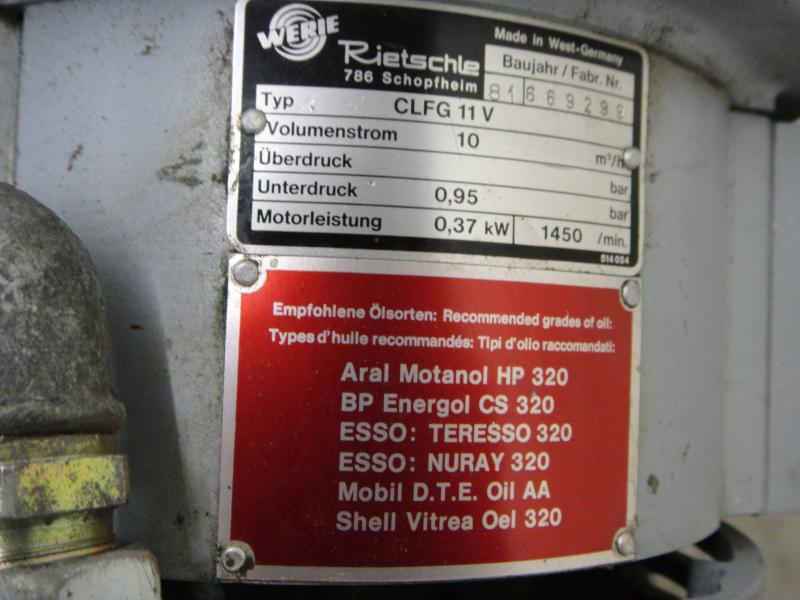 WERIE
Rietschle
786 Schopfheim
Made in West-Germany
Baujahr / Fabr. Nr.
81 669298
Typ CLFG 11 V
Volumenstrom 10 m³/h
Überdruck bar
Unterdruck 0,95 bar
Motorleistung 0,37 kW 1450 /min.
514054
Empfohlene Ölsorten: Recommended grades of oil:
Types d'huile recommandés: Tipi d'olio raccomandati:
Aral Motanol HP 320
BP Energol CS 320
ESSO: TERESSO 320
ESSO: NURAY 320
Mobil D.T.E. Oil AA
Shell Vitrea Oel 320